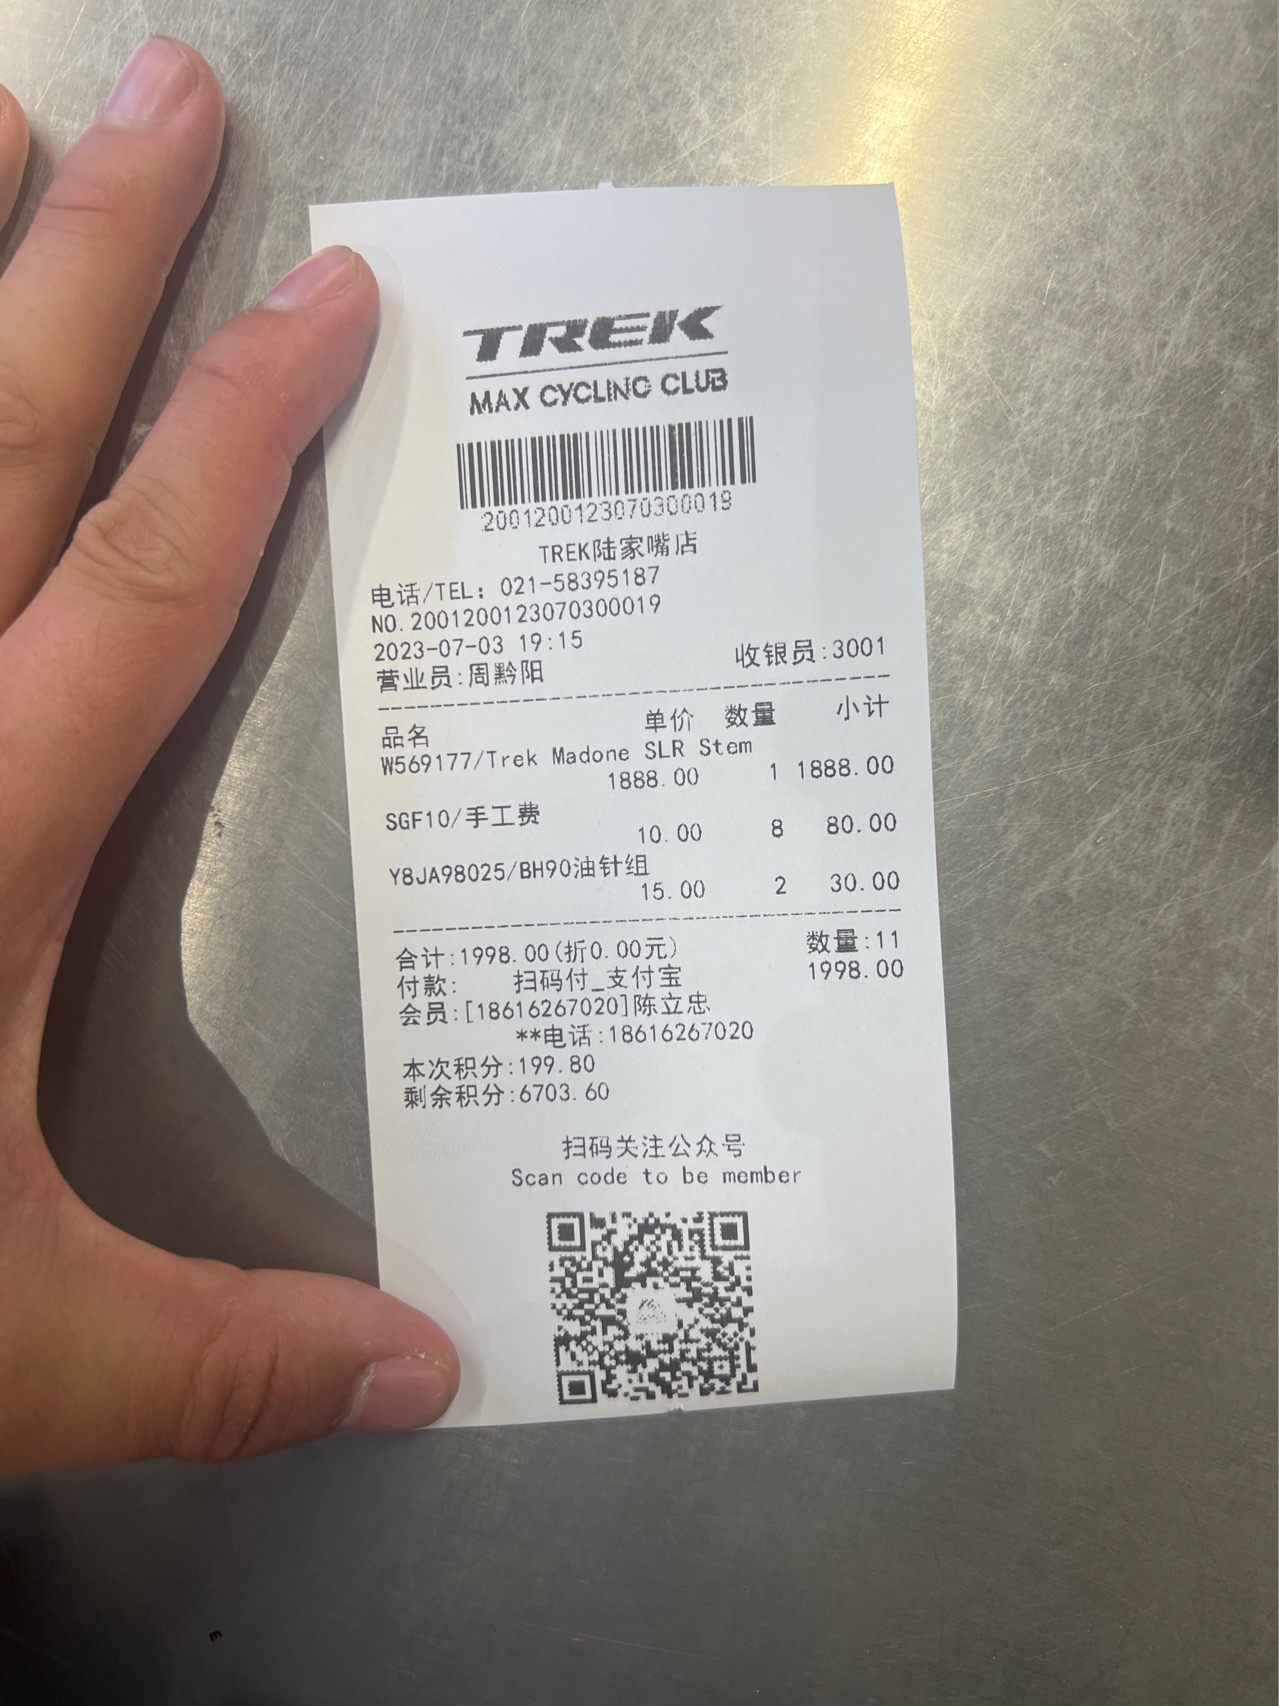 TREK
MAX CYCLING CLUB
2001200123070300019
TREK陆家嘴店
电话/TEL: 021-58395187
NO.2001200123070300019
2023-07-03 19:15
营业员:周黔阳 收银员:3001
品名 单价 数量 小计
W569177/Trek Madone SLR Stem
1888.00 1 1888.00
SGF10/手工费
10.00 8 80.00
Y8JA98025/BH90油针组
15.00 2 30.00
合计:1998.00(折0.00元) 数量:11
付款: 扫码付_支付宝 1998.00
会员:[18616267020]陈立忠
**电话:18616267020
本次积分:199.80
剩余积分:6703.60
扫码关注公众号
Scan code to be member